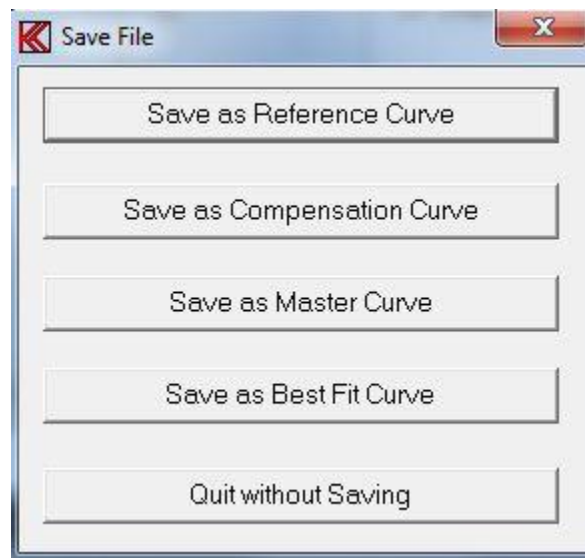 Save File
Save as Reference Curve
Save as Compensation Curve
Save as Master Curve
Save as Best Fit Curve
Quit without Saving